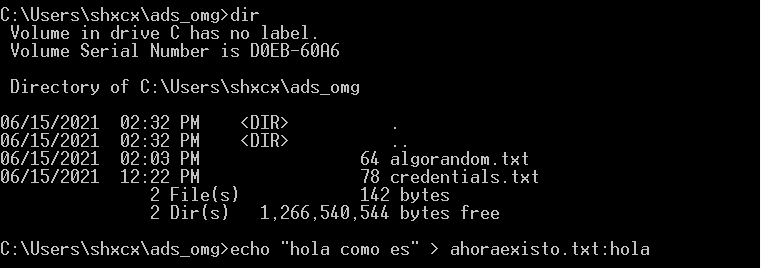 C:\Users\shxcx\ads_omg>dir
 Volume in drive C has no label.
 Volume Serial Number is D0EB-60A6

 Directory of C:\Users\shxcx\ads_omg

06/15/2021  02:32 PM    <DIR>          .
06/15/2021  02:32 PM    <DIR>          ..
06/15/2021  02:03 PM                64 algorandom.txt
06/15/2021  12:22 PM                78 credentials.txt
               2 File(s)            142 bytes
               2 Dir(s)   1,266,540,544 bytes free

C:\Users\shxcx\ads_omg>echo "hola como es" > ahoraexisto.txt:hola